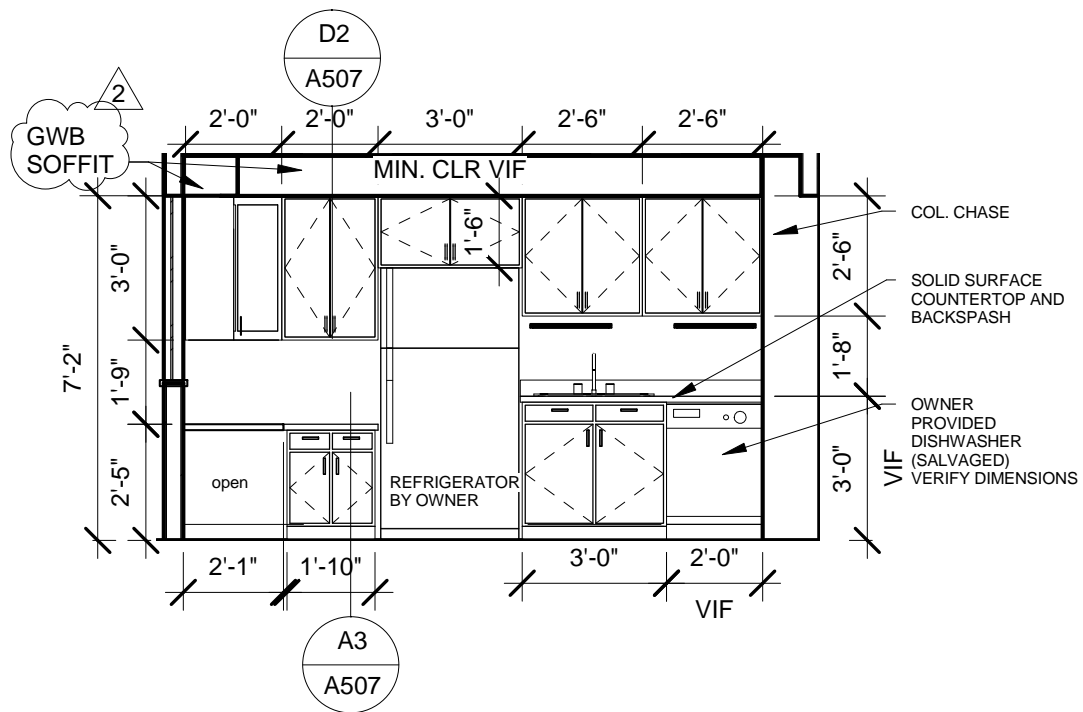 D2
A507
2
GWB
SOFFIT
2'-0"
2'-0"
3'-0"
2'-6"
2'-6"
MIN. CLR VIF
1'-6"
7'-2"
3'-0"
1'-9"
2'-5"
2'-6"
1'-8"
3'-0"
VIF
COL. CHASE
SOLID SURFACE
COUNTERTOP AND
BACKSPASH
OWNER
PROVIDED
DISHWASHER
(SALVAGED)
VERIFY DIMENSIONS
open
REFRIGERATOR
BY OWNER
2'-1"
1'-10"
3'-0"
2'-0"
VIF
A3
A507